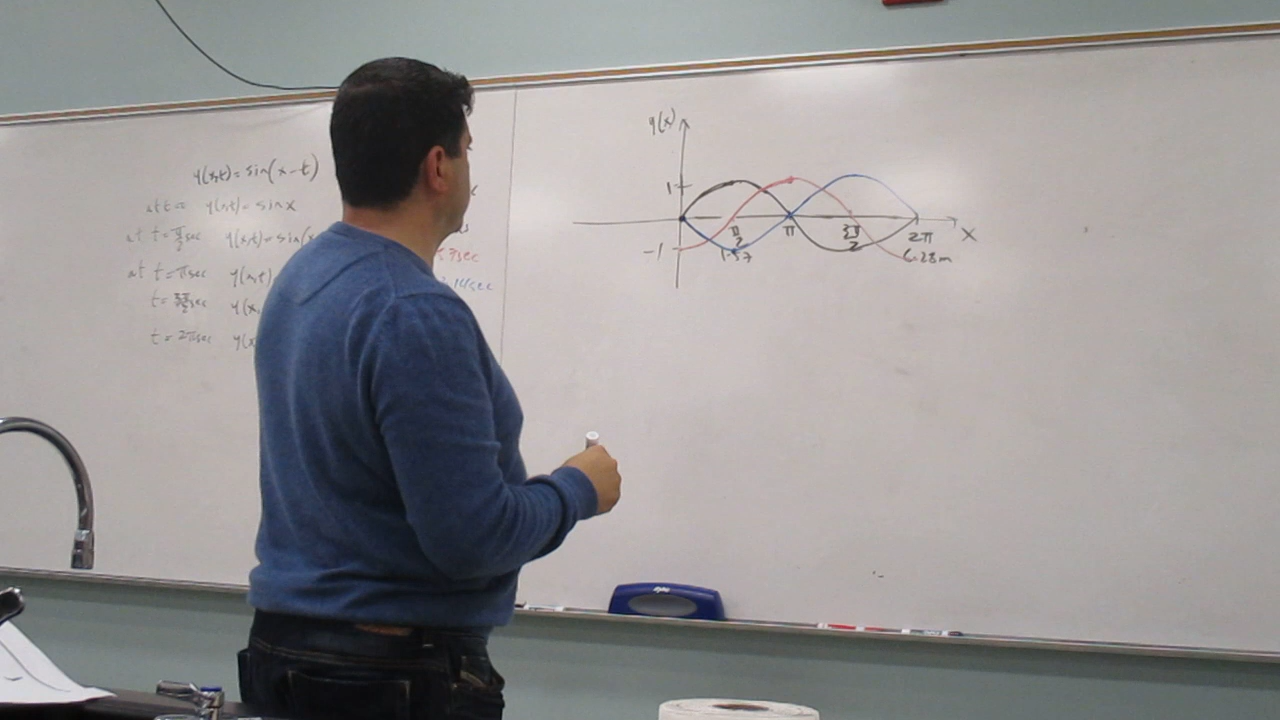 y(x,t) = sin(x-t)
at t=0 y(x,t) = sin x
at t = π/2 sec y(x,t) = sin(x
at t = π sec y(x,t)
t = 3π/2 sec y(x,
t = 2π sec y(x
sec
14sec
y(x)
1
-1
π/2
π
3π/2
2π
x
1.57
6.28m